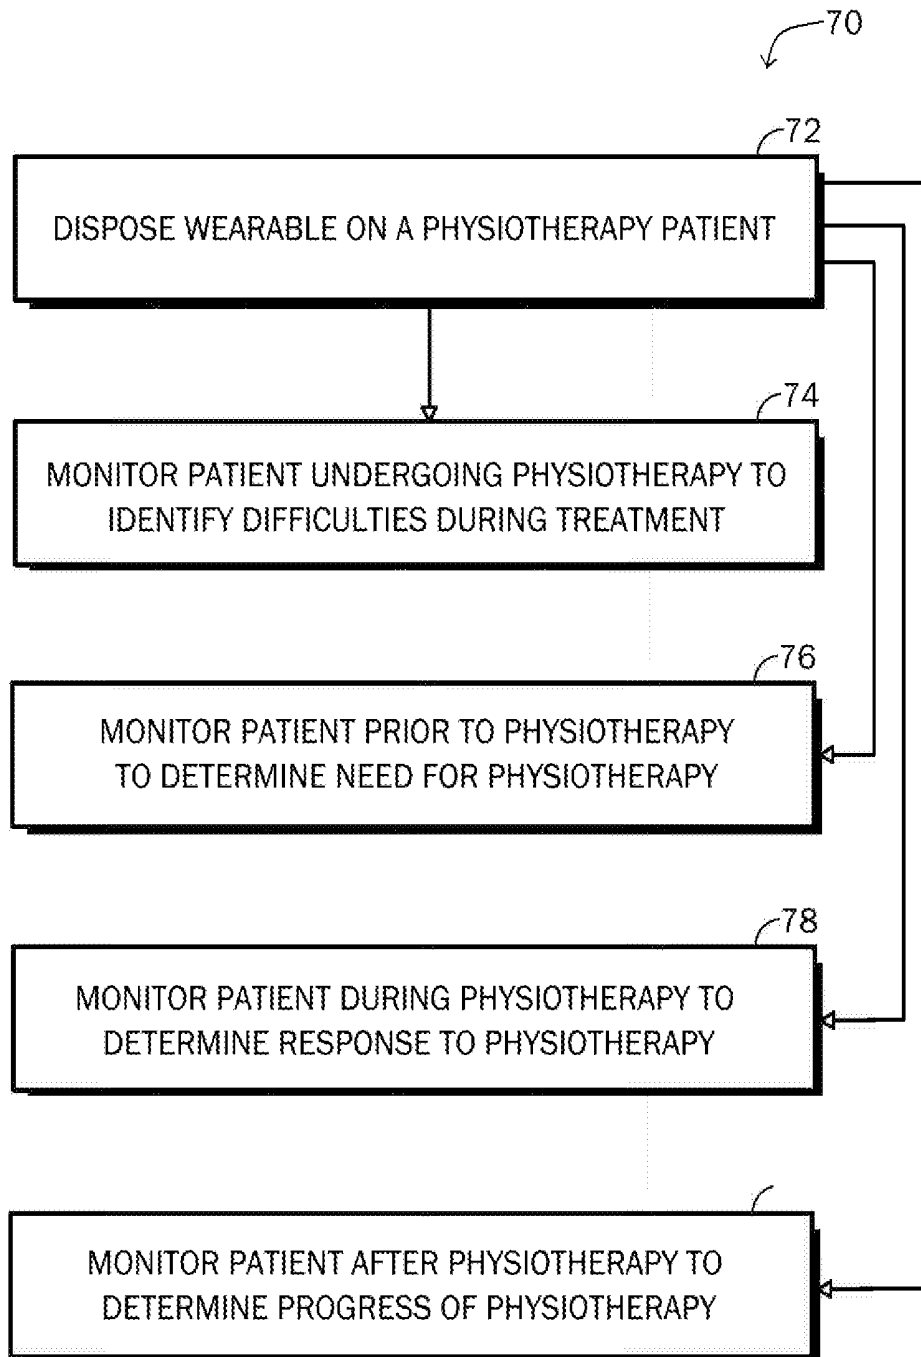 70
72
DISPOSE WEARABLE ON A PHYSIOTHERAPY PATIENT
74
MONITOR PATIENT UNDERGOING PHYSIOTHERAPY TO
IDENTIFY DIFFICULTIES DURING TREATMENT
76
MONITOR PATIENT PRIOR TO PHYSIOTHERAPY
TO DETERMINE NEED FOR PHYSIOTHERAPY
78
MONITOR PATIENT DURING PHYSIOTHERAPY TO
DETERMINE RESPONSE TO PHYSIOTHERAPY
MONITOR PATIENT AFTER PHYSIOTHERAPY TO
DETERMINE PROGRESS OF PHYSIOTHERAPY